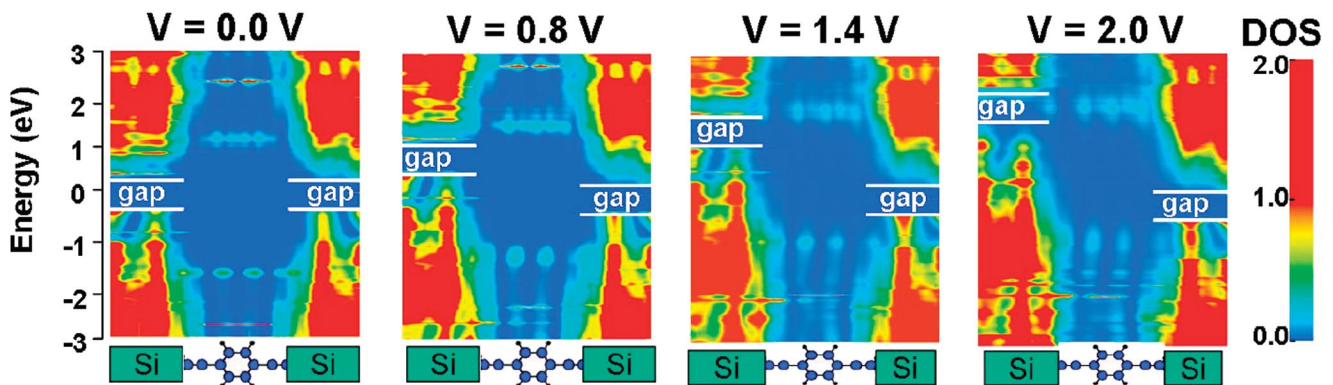 V = 0.0 V
V = 0.8 V
V = 1.4 V
V = 2.0 V
DOS
Energy (eV)
3
2
1
0
-1
-2
-3
gap
gap
gap
gap
gap
gap
gap
gap
2.0
1.0
0.0
Si
Si
Si
Si
Si
Si
Si
Si